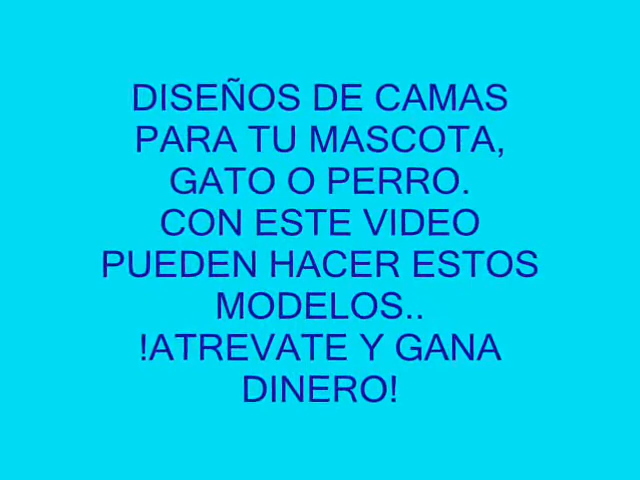 DISEÑOS DE CAMAS
PARA TU MASCOTA,
GATO O PERRO.
CON ESTE VIDEO
PUEDEN HACER ESTOS
MODELOS..
!ATREVATE Y GANA
DINERO!